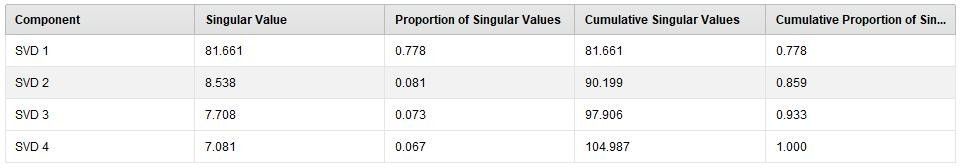 Component Singular Value Proportion of Singular Values Cumulative Singular Values Cumulative Proportion of Sin...
SVD 1 81.661 0.778 81.661 0.778
SVD 2 8.538 0.081 90.199 0.859
SVD 3 7.708 0.073 97.906 0.933
SVD 4 7.081 0.067 104.987 1.000